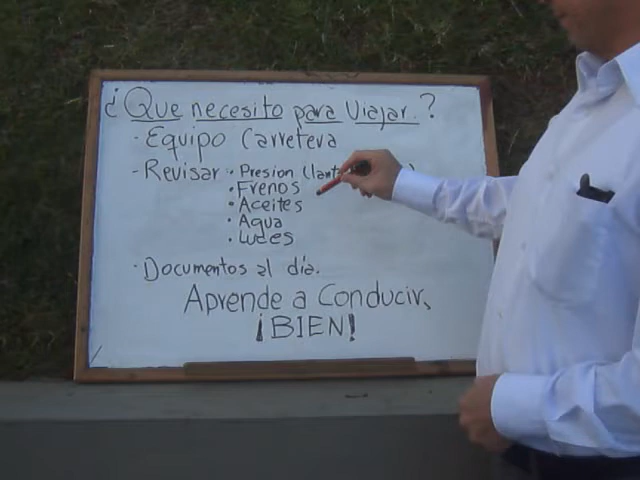 ¿Que necesito para Viajar.?
· Equipo Carretera
· Revisar · Presion
· Frenos
· Aceites
· Agua
· Luces
· Documentos al día.
Aprende a Conducir,
¡BIEN!